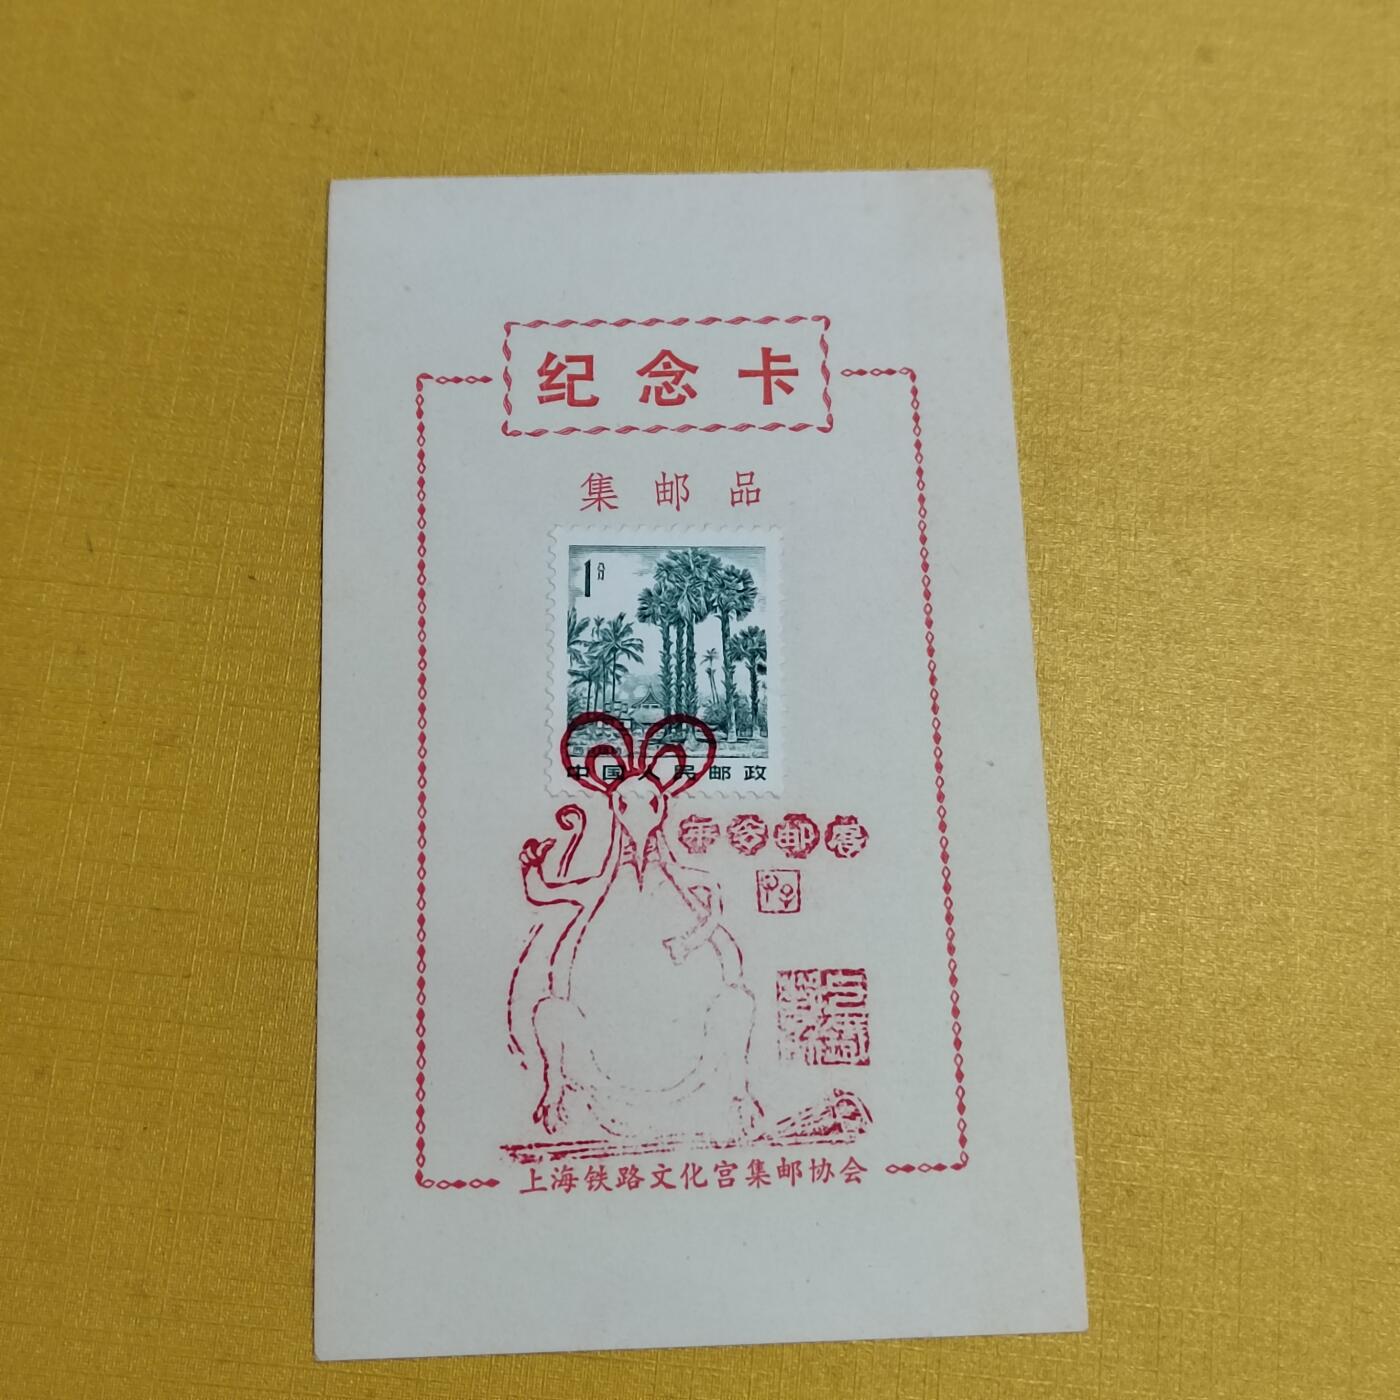 纪念卡
集邮品
1分
中国人民邮政
上海铁路文化宫集邮协会